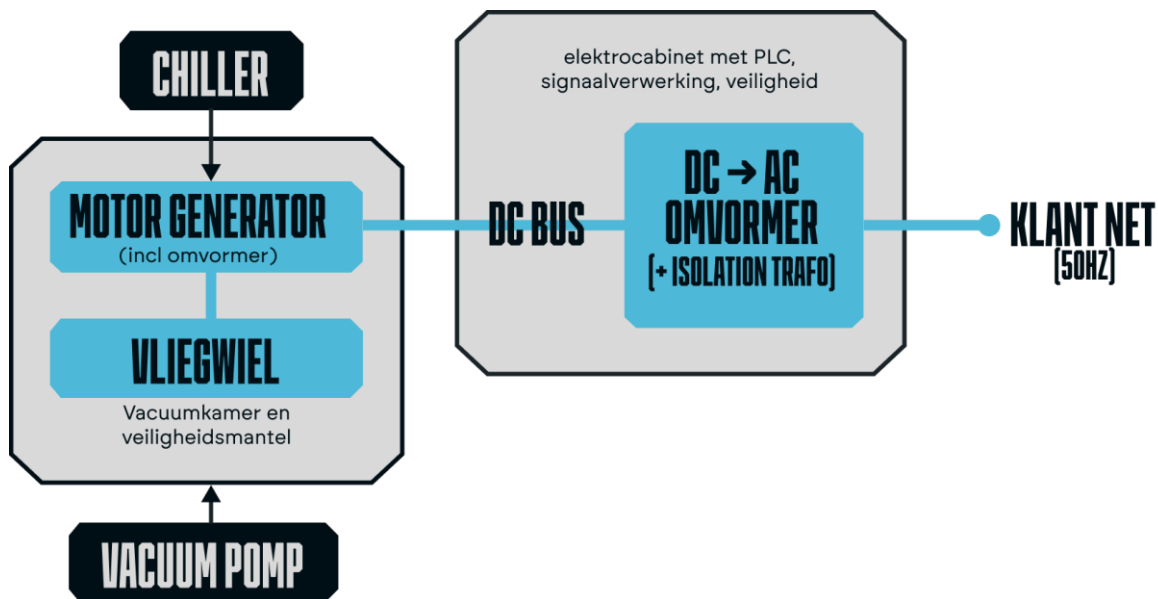 CHILLER
MOTOR GENERATOR
(incl omvormer)
VLIEGWIEL
Vacuumkamer en
veiligheidsmantel
VACUUM POMP
elektrocabinet met PLC,
signaalverwerking, veiligheid
DC BUS
DC → AC
OMVORMER
(+ ISOLATION TRAFO)
KLANT NET
(50HZ)